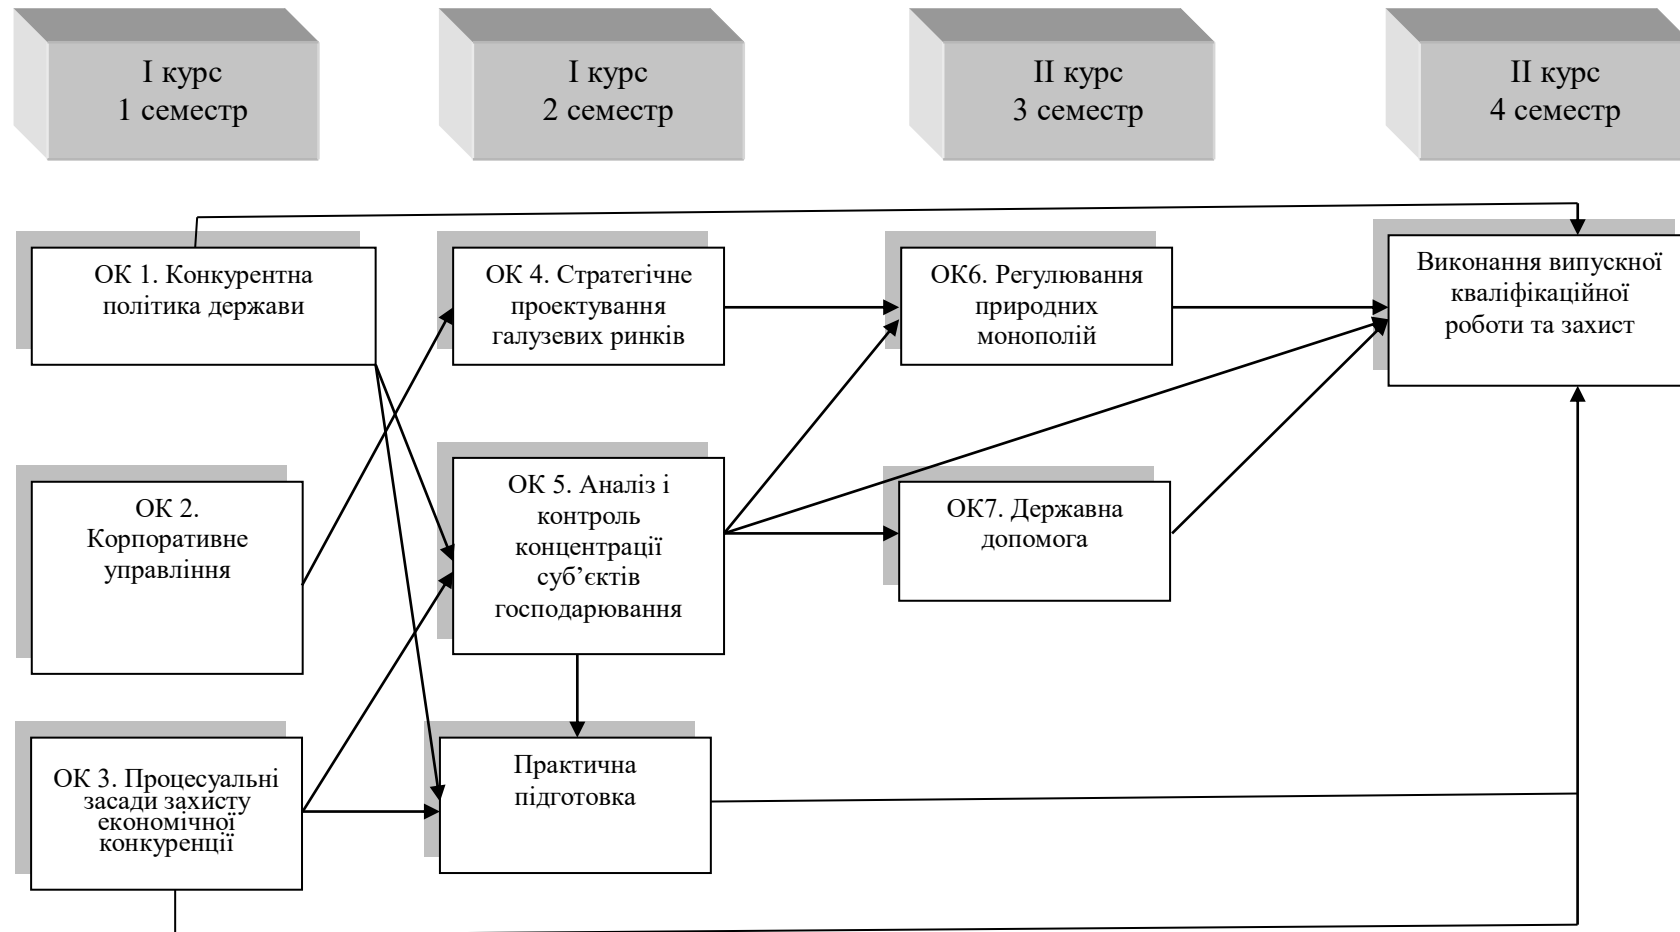 І курс
1 семестр
І курс
2 семестр
ІІ курс
3 семестр
ІІ курс
4 семестр
ОК 1. Конкурентна
політика держави
ОК 4. Стратегічне
проектування
галузевих ринків
ОК6. Регулювання
природних
монополій
Виконання випускної
кваліфікаційної
роботи та захист
ОК 2.
Корпоративне
управління
ОК 5. Аналіз і
контроль
концентрації
суб’єктів
господарювання
ОК7. Державна
допомога
ОК 3. Процесуальні
засади захисту
економічної
конкуренції
Практична
підготовка